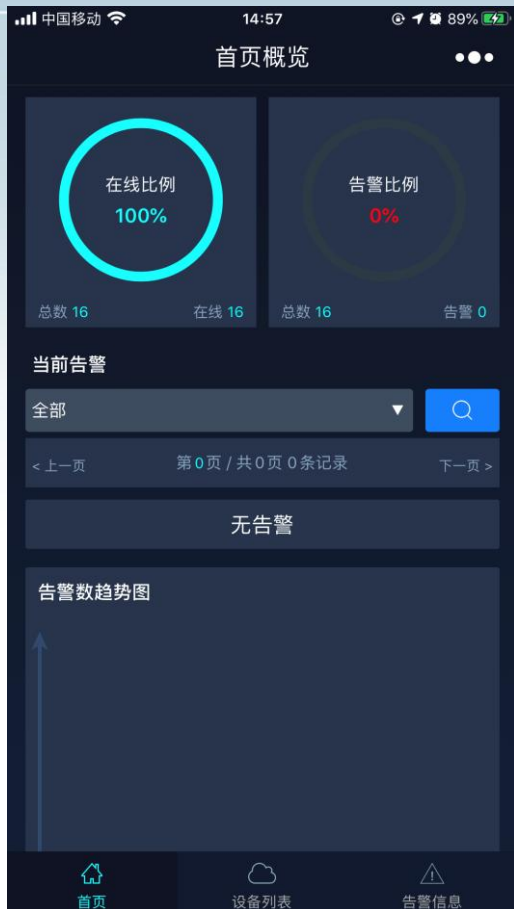 中国移动 14:57 89%
首页概览
在线比例 告警比例
100% 0%
总数 16 在线 16 总数 16 告警 0
当前告警
全部
< 上一页 第0页 / 共0页 0条记录 下一页 >
无告警
告警数趋势图
首页 设备列表 告警信息